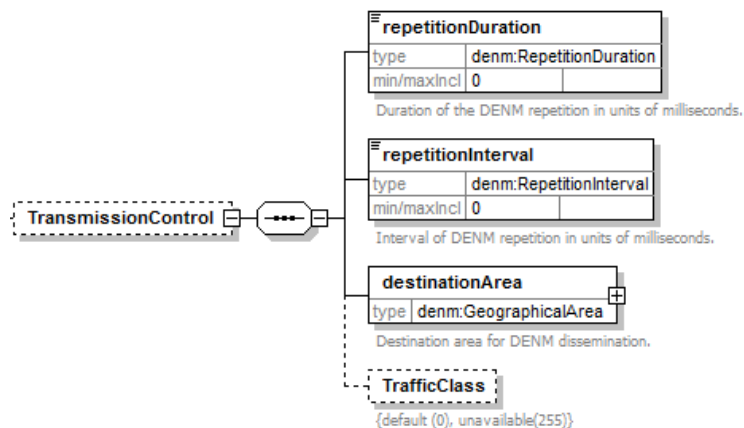 repetitionDuration
type denm:RepetitionDuration
min/maxIncl 0
Duration of the DENM repetition in units of milliseconds.
repetitionInterval
type denm:RepetitionInterval
min/maxIncl 0
Interval of DENM repetition in units of milliseconds.
TransmissionControl
destinationArea
type denm:GeographicalArea
Destination area for DENM dissemination.
TrafficClass
{default (0), unavailable(255)}